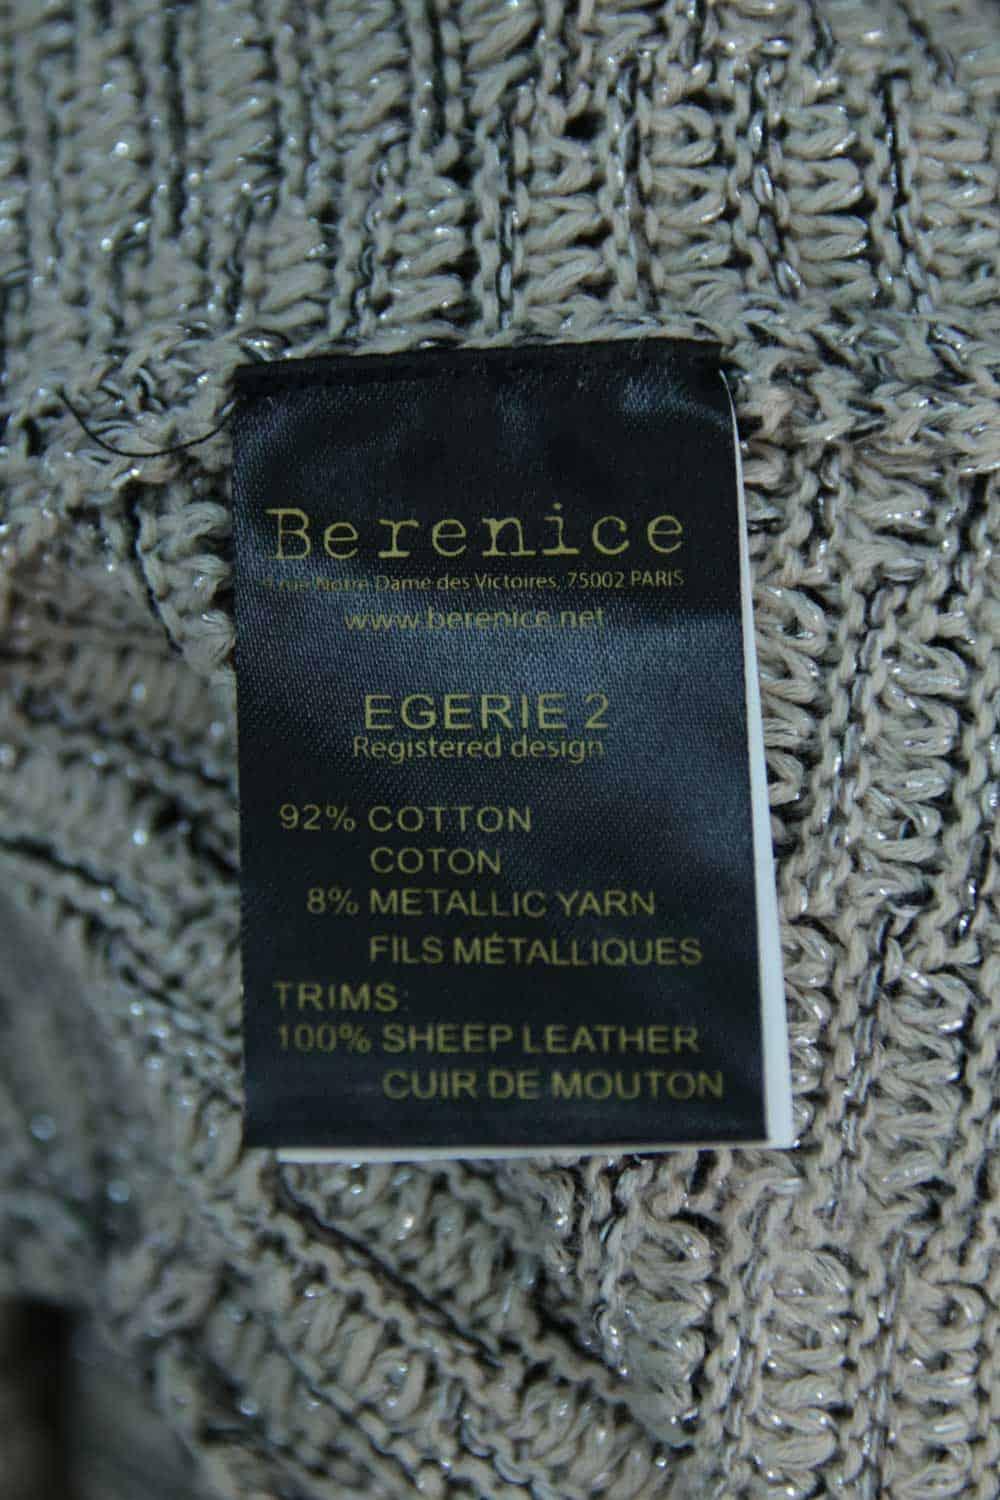 Berenice
rue Notre Dame des Victoires, 75002 PARIS
www.berenice.net
EGERIE 2
Registered design
92% COTTON
COTON
8% METALLIC YARN
FILS MÉTALLIQUES
TRIMS:
100% SHEEP LEATHER
CUIR DE MOUTON